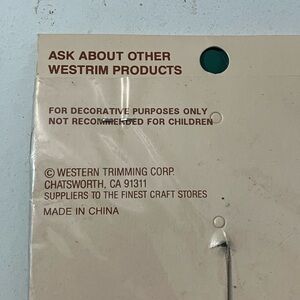 ASK ABOUT OTHER
WESTRIM PRODUCTS
FOR DECORATIVE PURPOSES ONLY
NOT RECOMMENDED FOR CHILDREN
© WESTERN TRIMMING CORP.
CHATSWORTH, CA 91311
SUPPLIERS TO THE FINEST CRAFT STORES
MADE IN CHINA